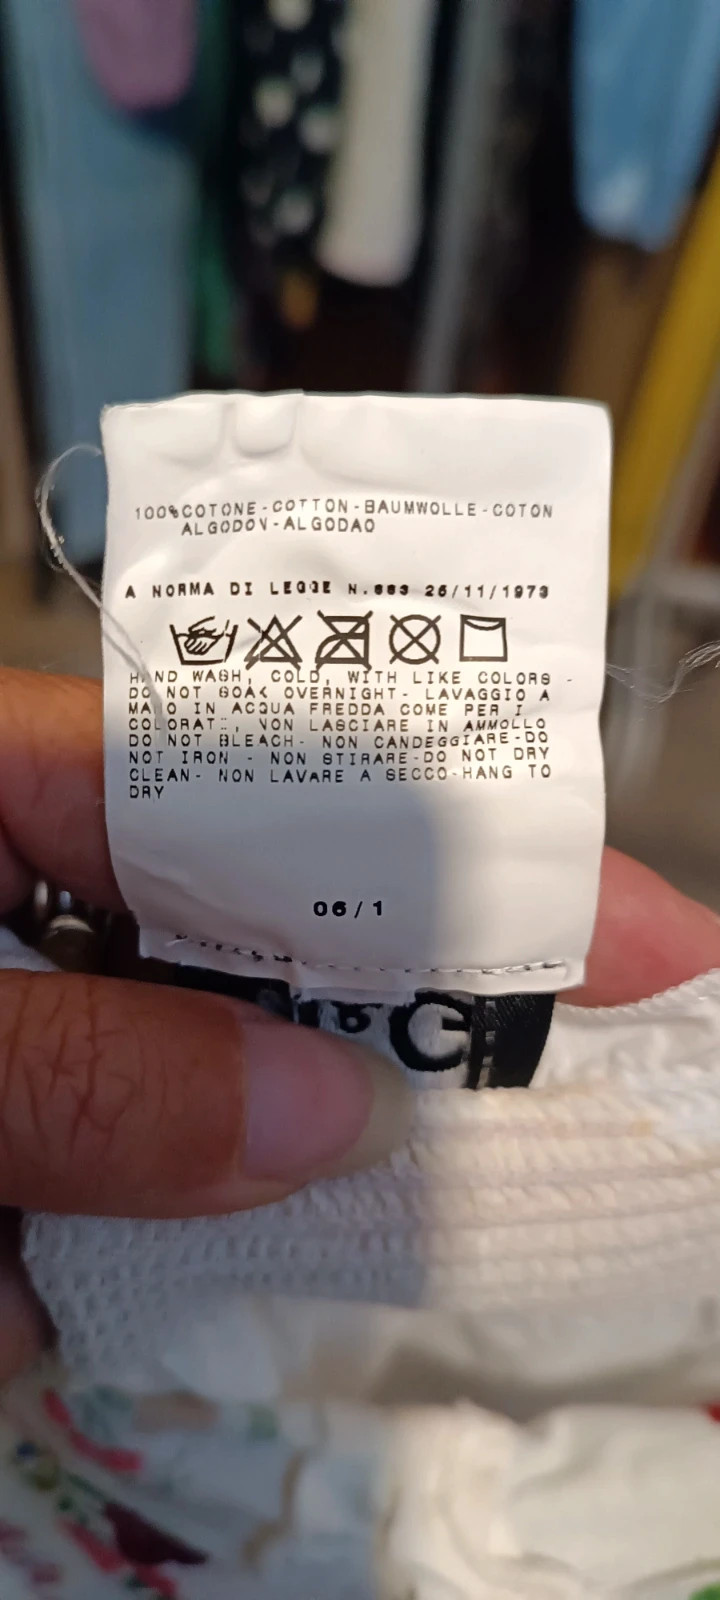 100%COTONE-COTTON-BAUMWOLLE-COTON
ALGODON-ALGODAO
A NORMA DI LEGGE N.883 26/11/1973
HAND WASH, COLD, WITH LIKE COLORS -
DO NOT SOAK OVERNIGHT- LAVAGGIO A
MANO IN ACQUA FREDDA COME PER I
COLORATI, NON LASCIARE IN AMMOLLO
DO NOT BLEACH- NON CANDEGGIARE-DO
NOT IRON - NON STIRARE-DO NOT DRY
CLEAN- NON LAVARE A SECCO-HANG TO
DRY
06/1